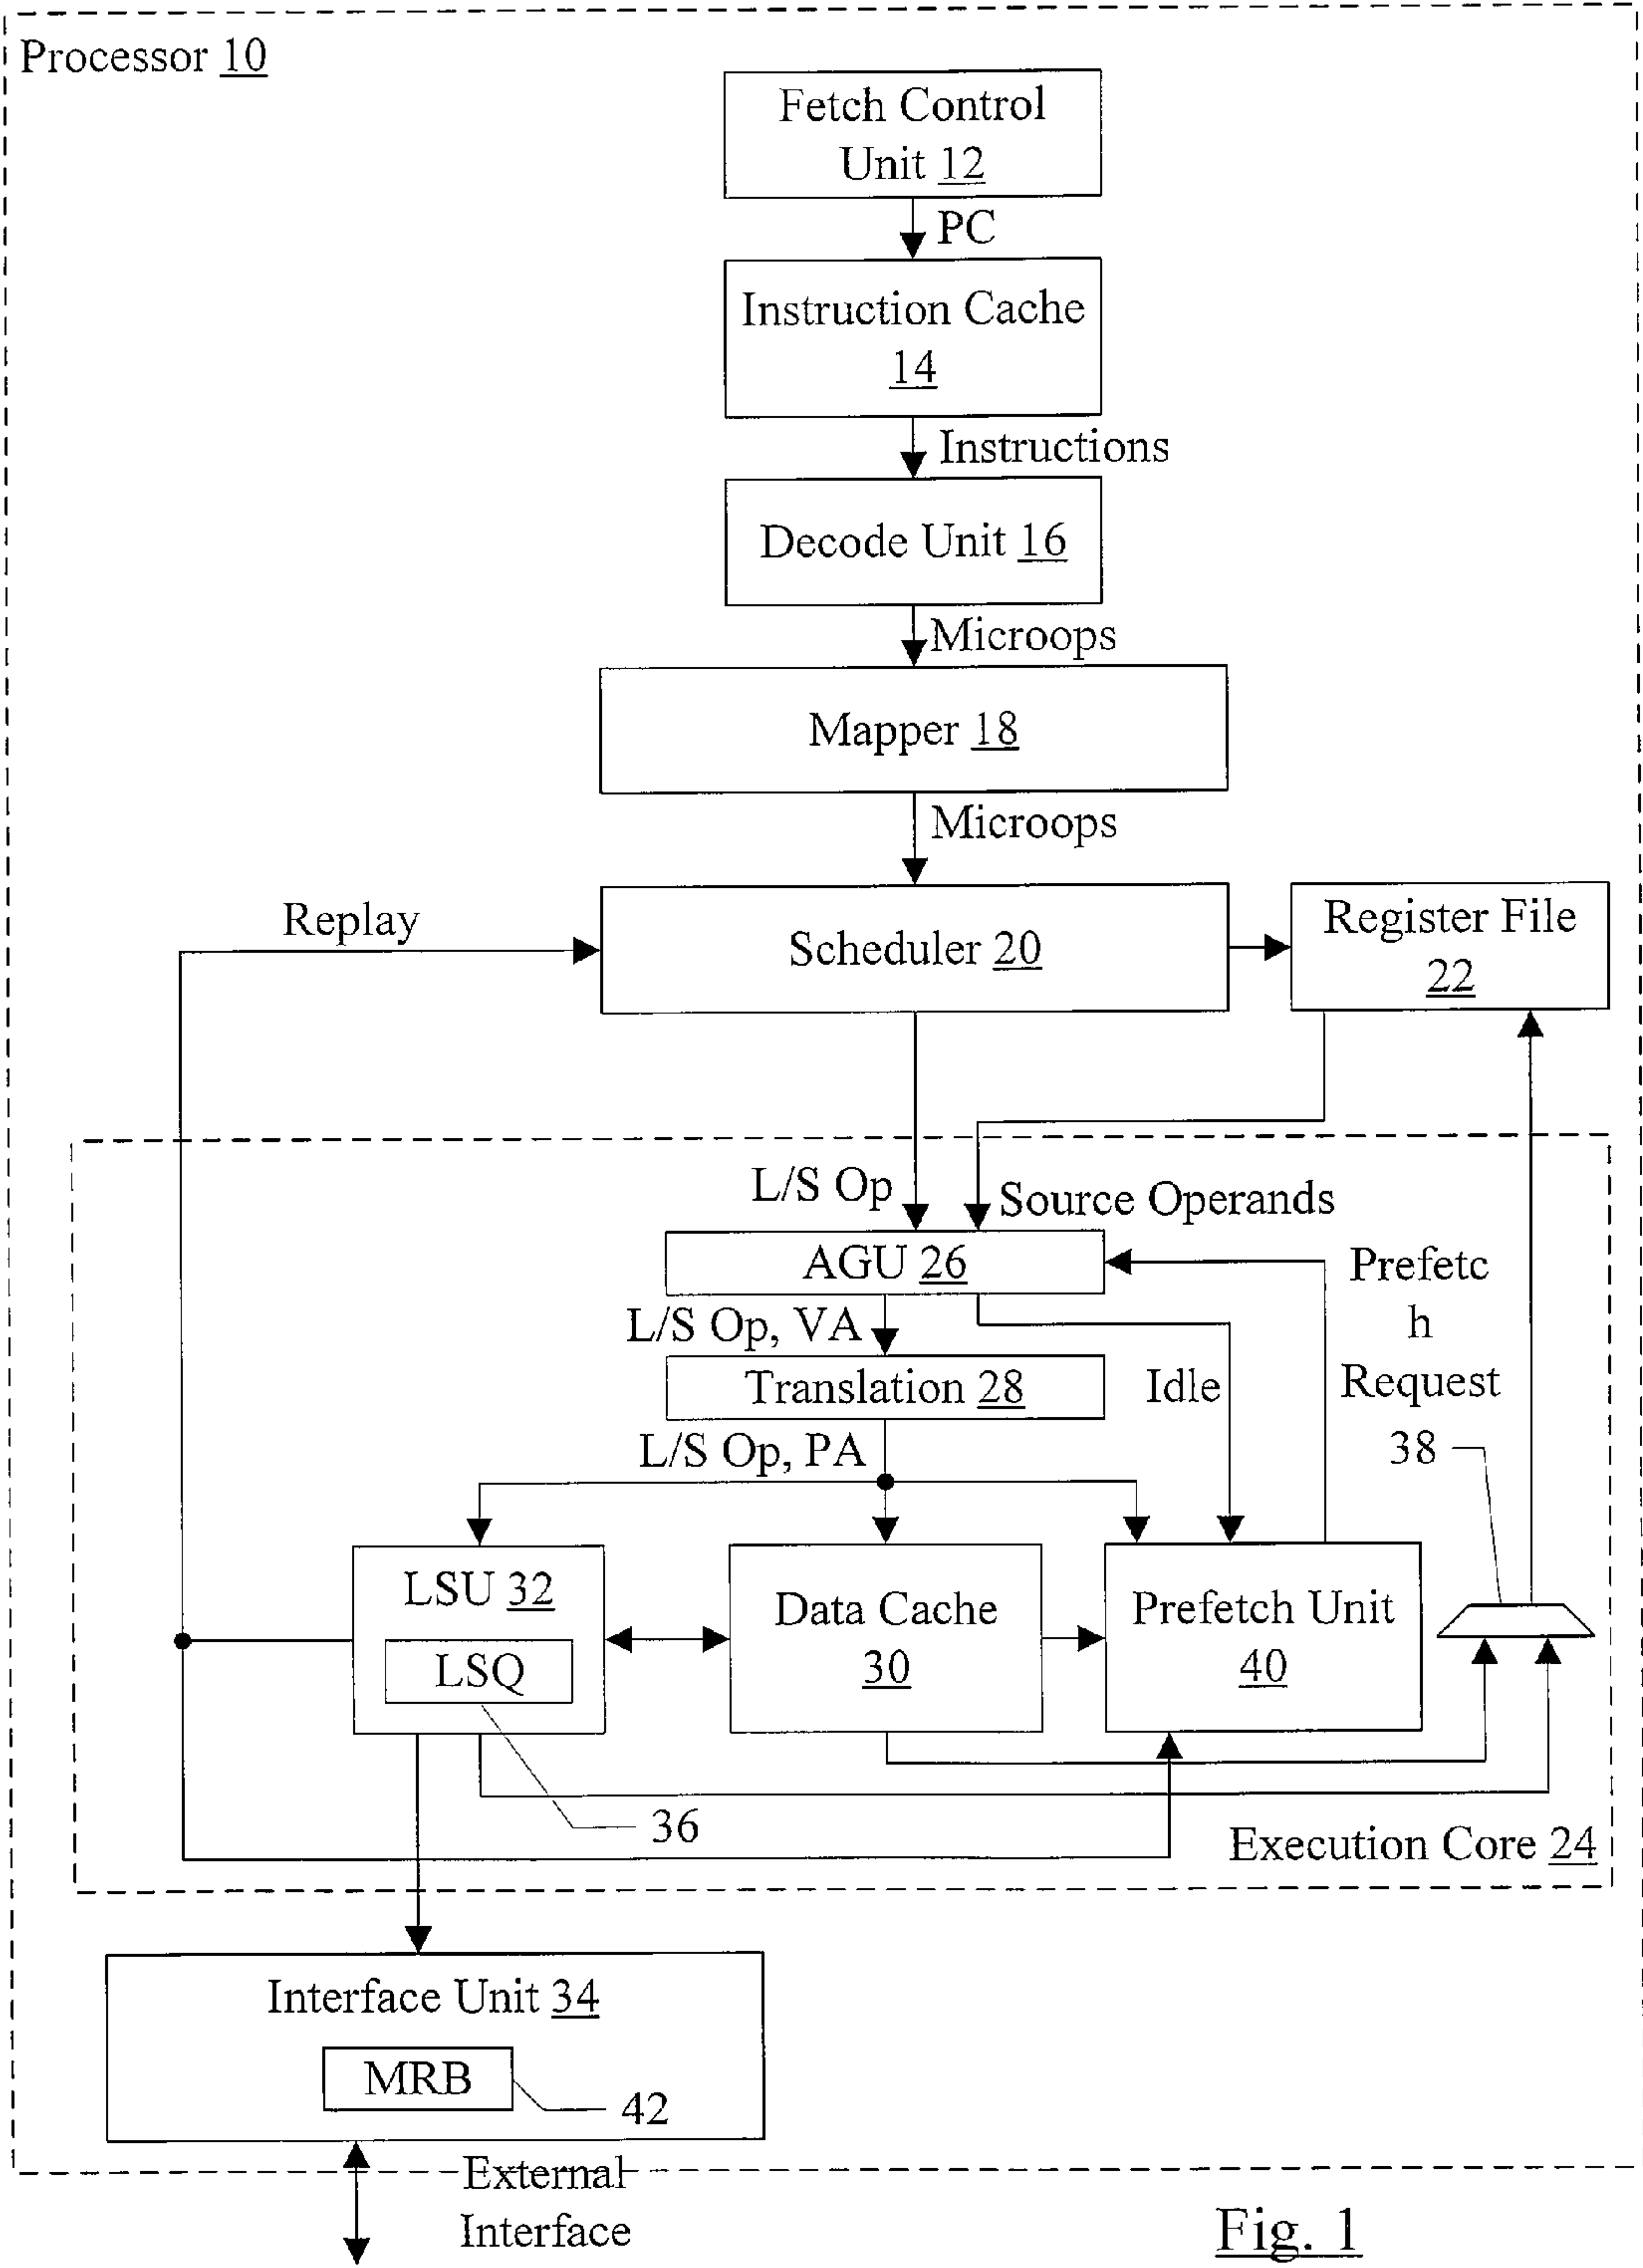 Processor 10
Fetch Control
Unit 12
PC
Instruction Cache
14
Instructions
Decode Unit 16
Microops
Mapper 18
Microops
Replay
Scheduler 20
Register File
22
L/S Op
Source Operands
AGU 26
Prefetc
h
Request
L/S Op, VA
Translation 28
Idle
L/S Op, PA
38
LSU 32
LSQ
Data Cache
30
Prefetch Unit
40
36
Execution Core 24
Interface Unit 34
MRB
42
External
Interface
Fig. 1